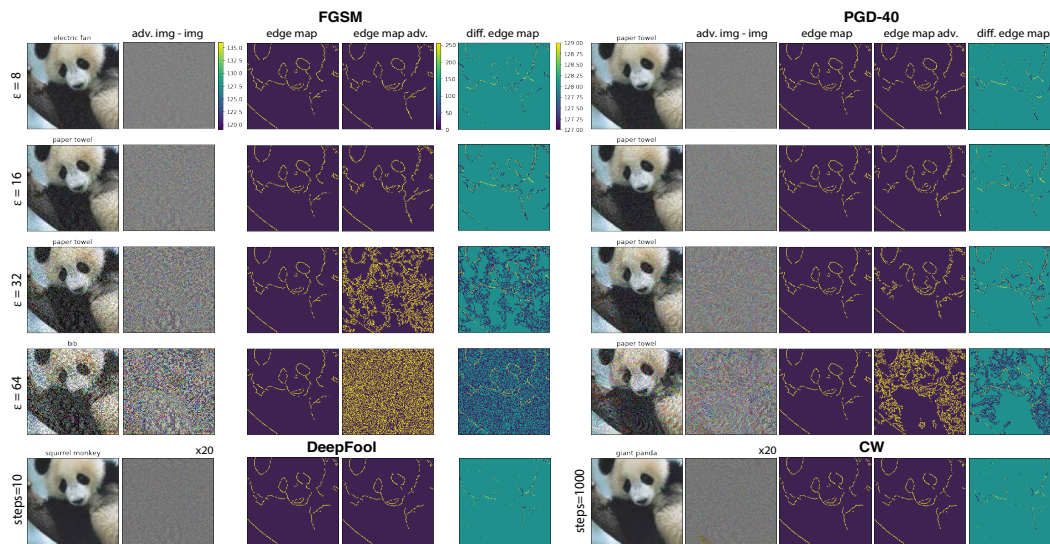 FGSM
PGD-40
electric fan
adv. img - img
edge map
edge map adv.
diff. edge map
paper towel
adv. img - img
edge map
edge map adv.
diff. edge map
ε = 8
135.0
132.5
130.0
127.5
125.0
122.5
120.0
250
200
150
100
50
0
129.00
128.75
128.50
128.25
128.00
127.75
127.50
127.25
127.00
ε = 16
paper towel
paper towel
ε = 32
paper towel
paper towel
ε = 64
bib
paper towel
DeepFool
CW
steps=10
squirrel monkey
x20
steps=1000
giant panda
x20